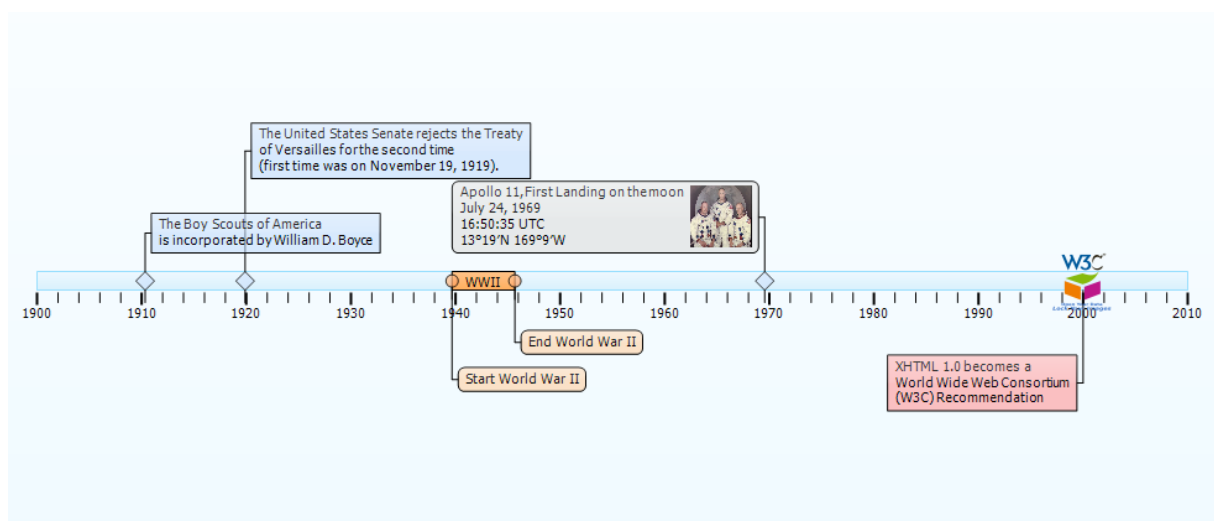 The United States Senate rejects the Treaty
of Versailles forthe second time
(first time was on November 19, 1919).
Apollo 11,First Landing on the moon
July 24, 1969
16:50:35 UTC
13°19′N 169°9′W
The Boy Scouts of America
is incorporated by William D. Boyce
W3C
WWII
1900 1910 1920 1930 1940 1950 1960 1970 1980 1990 2000 2010
End World War II
Start World War II
XHTML 1.0 becomes a
World Wide Web Consortium
(W3C) Recommendation